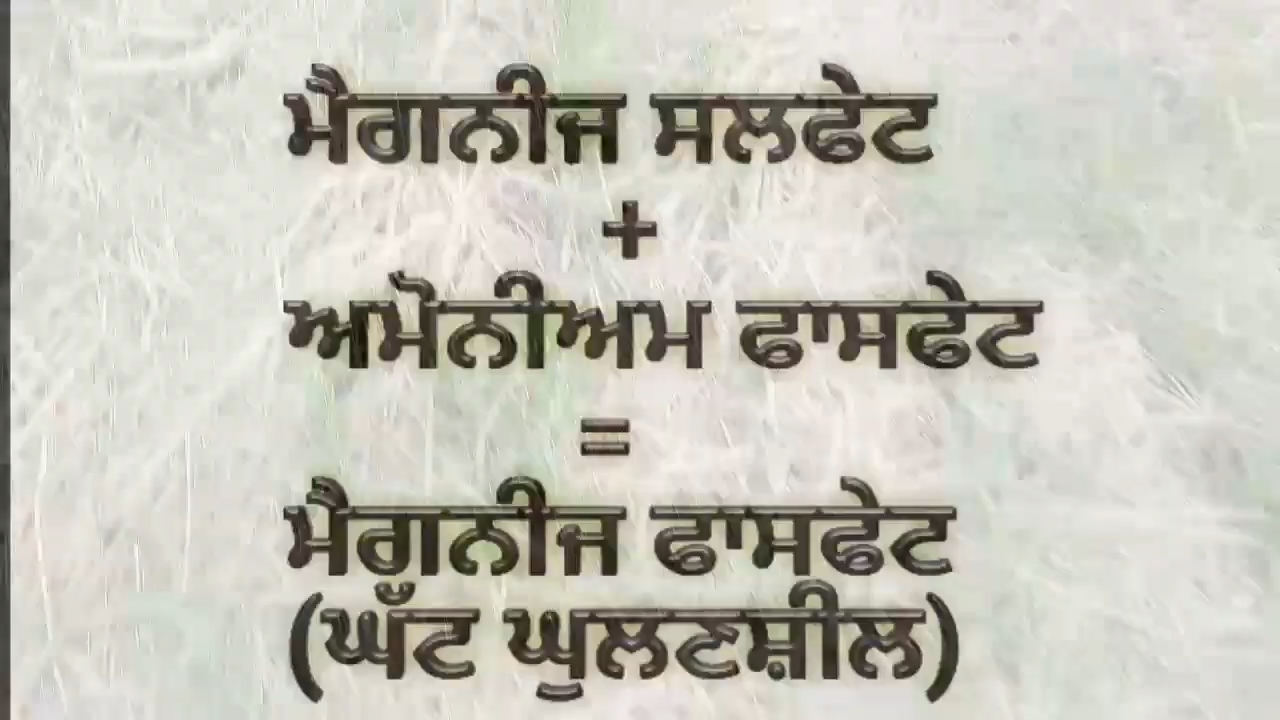 ਮੈਗਨੀਜ ਸਲਫੇਟ
+
ਅਮੋਨੀਅਮ ਫਾਸਫੇਟ
=
ਮੈਗਨੀਜ ਫਾਸਫੇਟ
(ਘੱਟ ਘੁਲਣਸ਼ੀਲ)